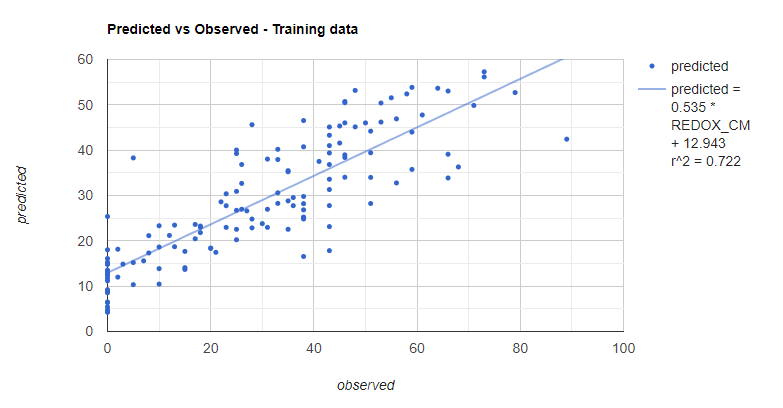 Predicted vs Observed - Training data
60
50
40
30
20
10
0
0 20 40 60 80 100
predicted
observed
predicted
predicted =
0.535 *
REDOX_CM
+ 12.943
r^2 = 0.722